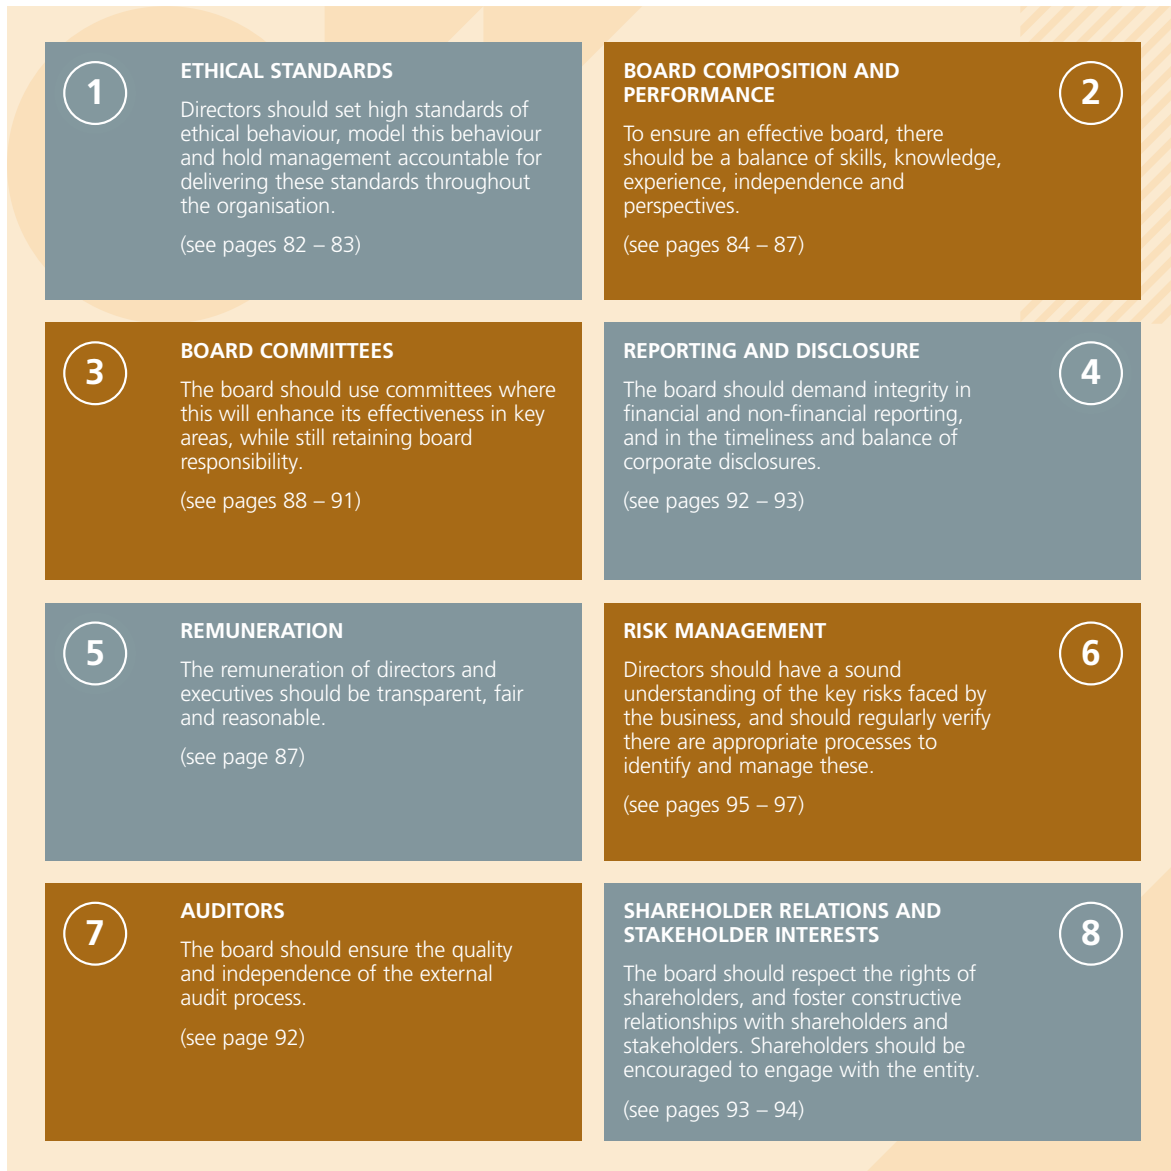 1
ETHICAL STANDARDS
Directors should set high standards of
ethical behaviour, model this behaviour
and hold management accountable for
delivering these standards throughout
the organisation.
(see pages 82 – 83)
2
BOARD COMPOSITION AND
PERFORMANCE
To ensure an effective board, there
should be a balance of skills, knowledge,
experience, independence and
perspectives.
(see pages 84 – 87)
3
BOARD COMMITTEES
The board should use committees where
this will enhance its effectiveness in key
areas, while still retaining board
responsibility.
(see pages 88 – 91)
4
REPORTING AND DISCLOSURE
The board should demand integrity in
financial and non-financial reporting,
and in the timeliness and balance of
corporate disclosures.
(see pages 92 – 93)
5
REMUNERATION
The remuneration of directors and
executives should be transparent, fair
and reasonable.
(see page 87)
6
RISK MANAGEMENT
Directors should have a sound
understanding of the key risks faced by
the business, and should regularly verify
there are appropriate processes to
identify and manage these.
(see pages 95 – 97)
7
AUDITORS
The board should ensure the quality
and independence of the external
audit process.
(see page 92)
8
SHAREHOLDER RELATIONS AND
STAKEHOLDER INTERESTS
The board should respect the rights of
shareholders, and foster constructive
relationships with shareholders and
stakeholders. Shareholders should be
encouraged to engage with the entity.
(see pages 93 – 94)